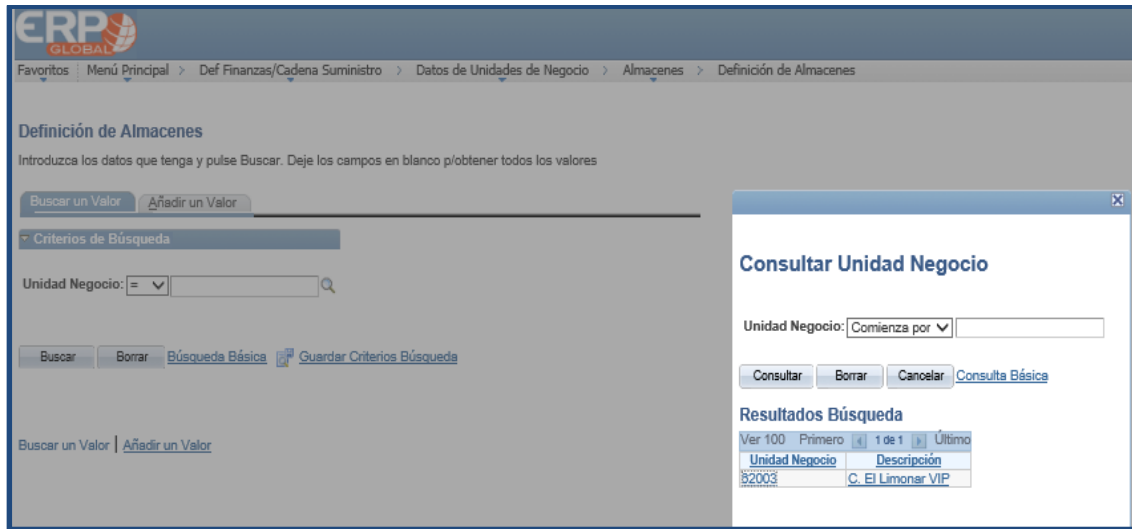 ERP
GLOBAL
Favoritos Menú Principal > Def Finanzas/Cadena Suministro > Datos de Unidades de Negocio > Almacenes > Definición de Almacenes
Definición de Almacenes
Introduzca los datos que tenga y pulse Buscar. Deje los campos en blanco p/obtener todos los valores
Buscar un Valor Añadir un Valor
Criterios de Búsqueda
Unidad Negocio: =
Buscar Borrar Búsqueda Básica Guardar Criterios Búsqueda
Buscar un Valor | Añadir un Valor
Consultar Unidad Negocio
Unidad Negocio: Comienza por
Consultar Borrar Cancelar Consulta Básica
Resultados Búsqueda
Ver 100 Primero 1 de 1 Último
Unidad Negocio Descripción
62003 C. El Limonar VIP